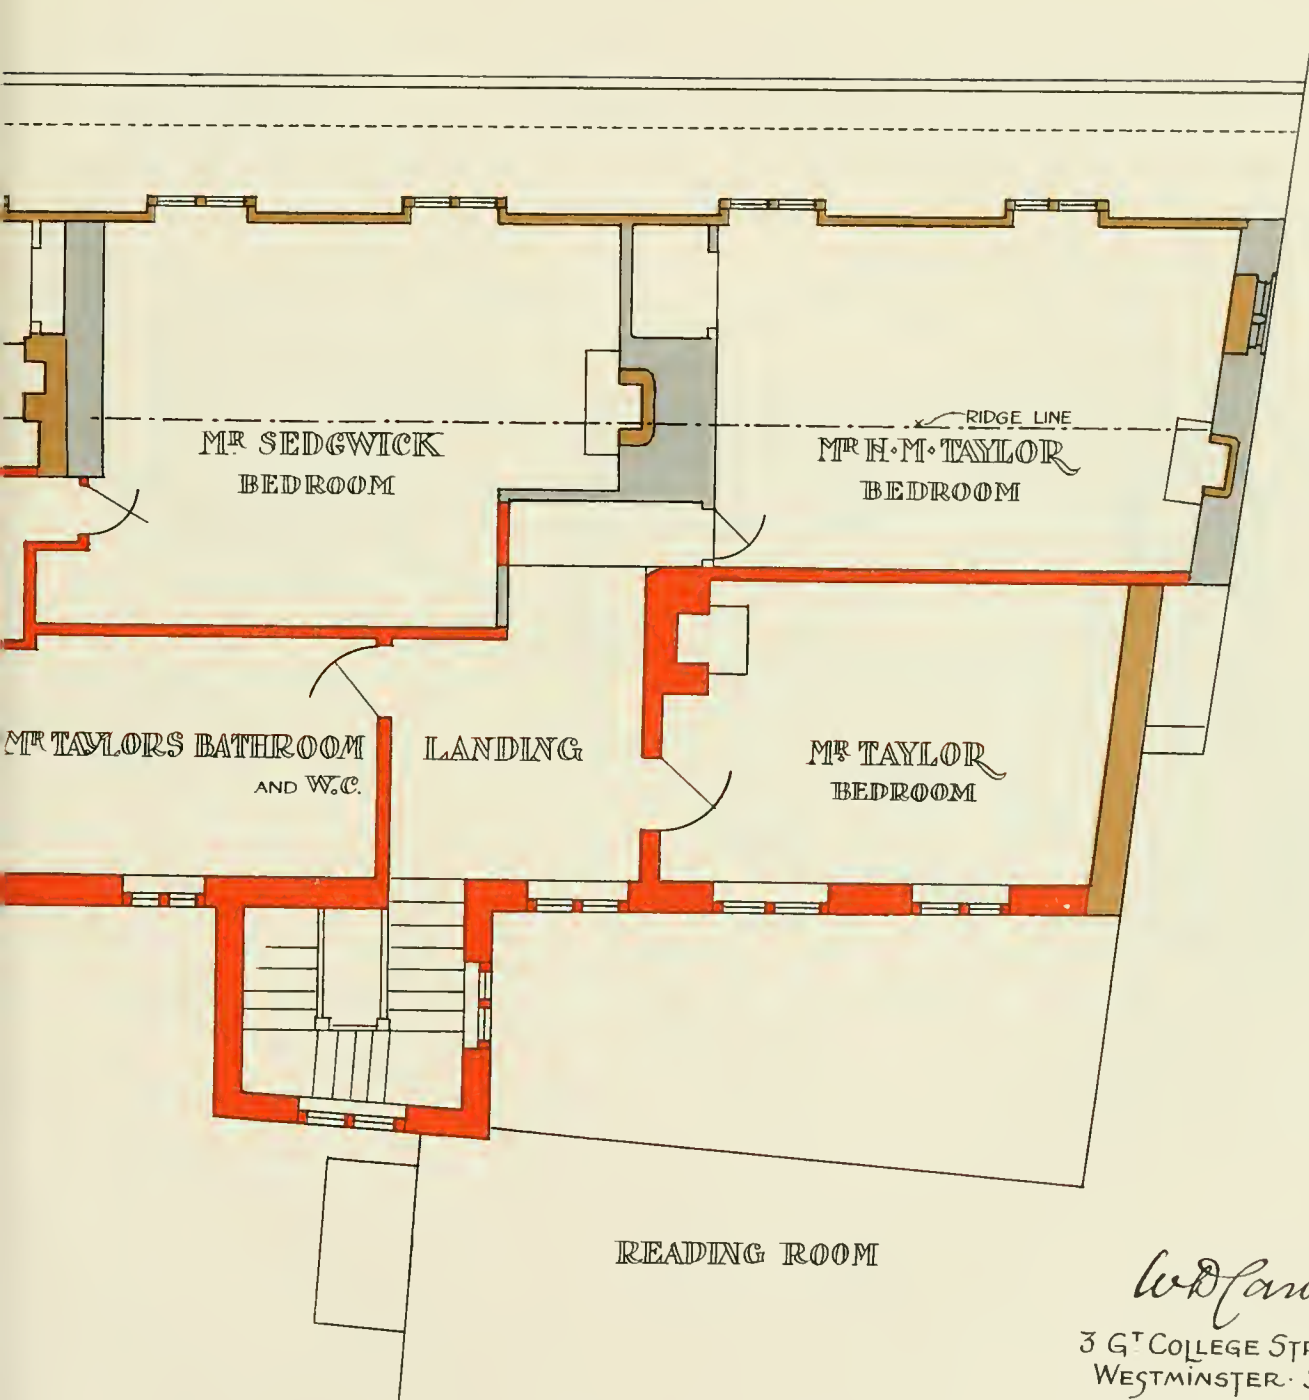 RIDGE LINE
MR SEDGWICK
BEDROOM
MR H·M·TAYLOR
BEDROOM
MR TAYLORS BATHROOM
AND W.C.
LANDING
MR TAYLOR
BEDROOM
READING ROOM
3 GT COLLEGE
WESTMINSTER.